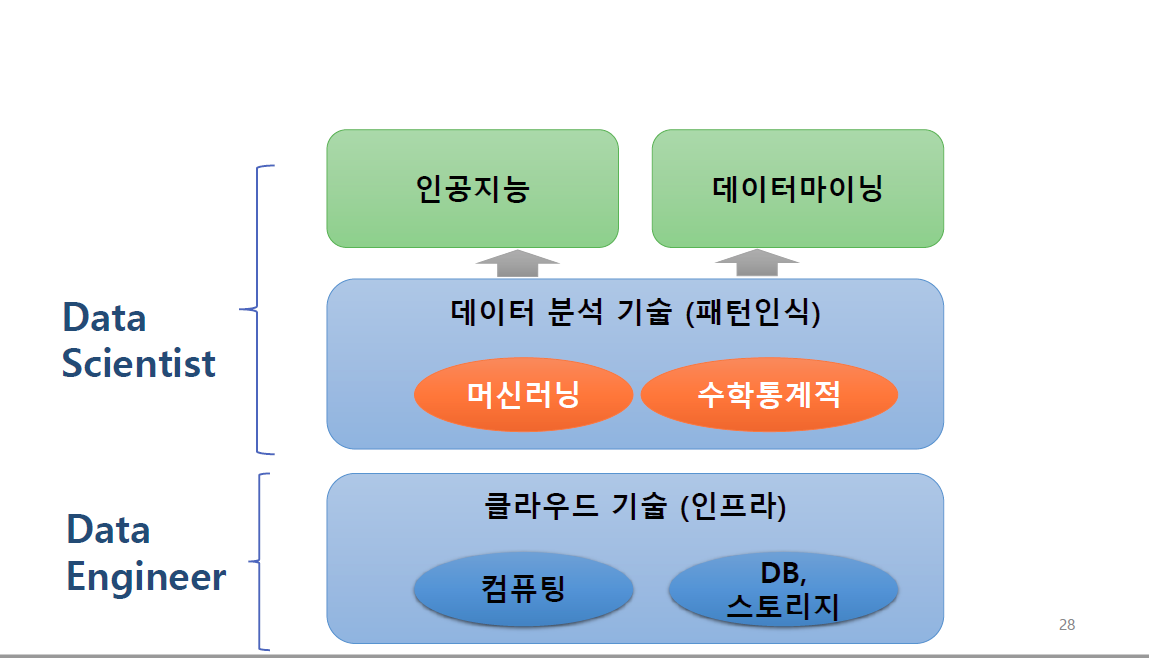 인공지능
데이터마이닝
Data
Scientist
데이터 분석 기술 (패턴인식)
머신러닝
수학통계적
Data
Engineer
클라우드 기술 (인프라)
컴퓨팅
DB,
스토리지
28